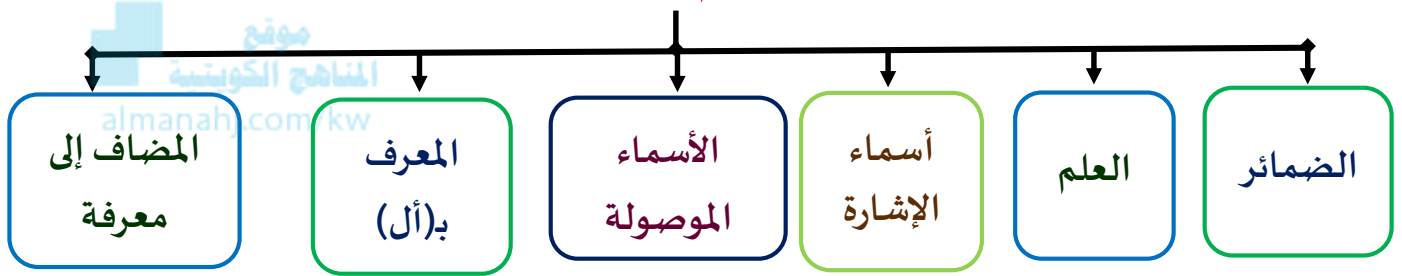 موقع
المناهج الكويتية
almanahj.com/kw
الضمائر
العلم
أسماء
الإشارة
الأسماء
الموصولة
المعرف
بـ(أل)
المضاف إلى
معرفة